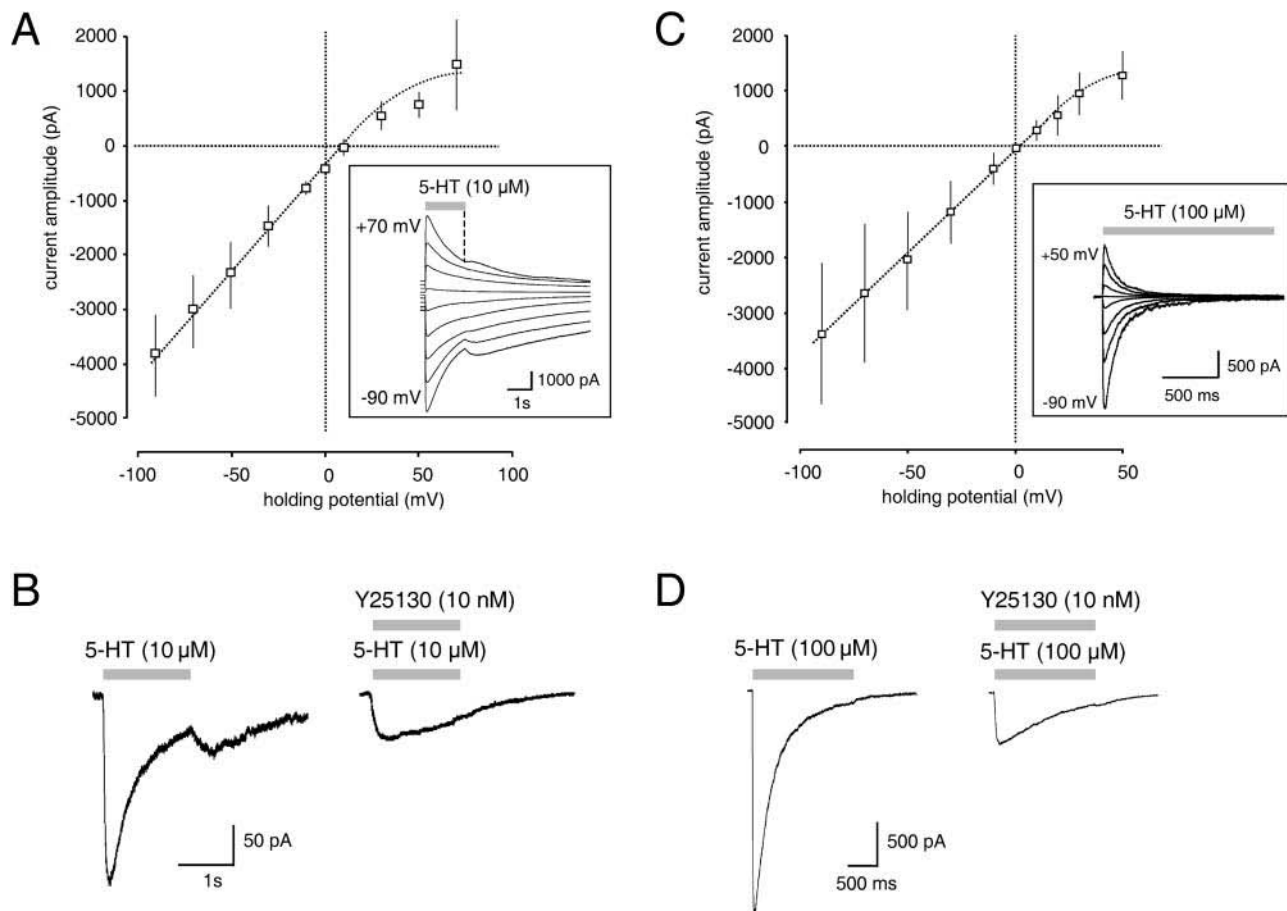 A
2000
1000
0
-1000
-2000
-3000
-4000
-5000
current amplitude (pA)
-100 -50 0 50 100
holding potential (mV)
5-HT (10 µM)
+70 mV
-90 mV
1000 pA
1s
C
2000
1000
0
-1000
-2000
-3000
-4000
-5000
current amplitude (pA)
-100 -50 0 50
holding potential (mV)
5-HT (100 µM)
+50 mV
-90 mV
500 pA
500 ms
B
5-HT (10 µM)
Y25130 (10 nM)
5-HT (10 µM)
50 pA
1s
D
5-HT (100 µM)
Y25130 (10 nM)
5-HT (100 µM)
500 pA
500 ms